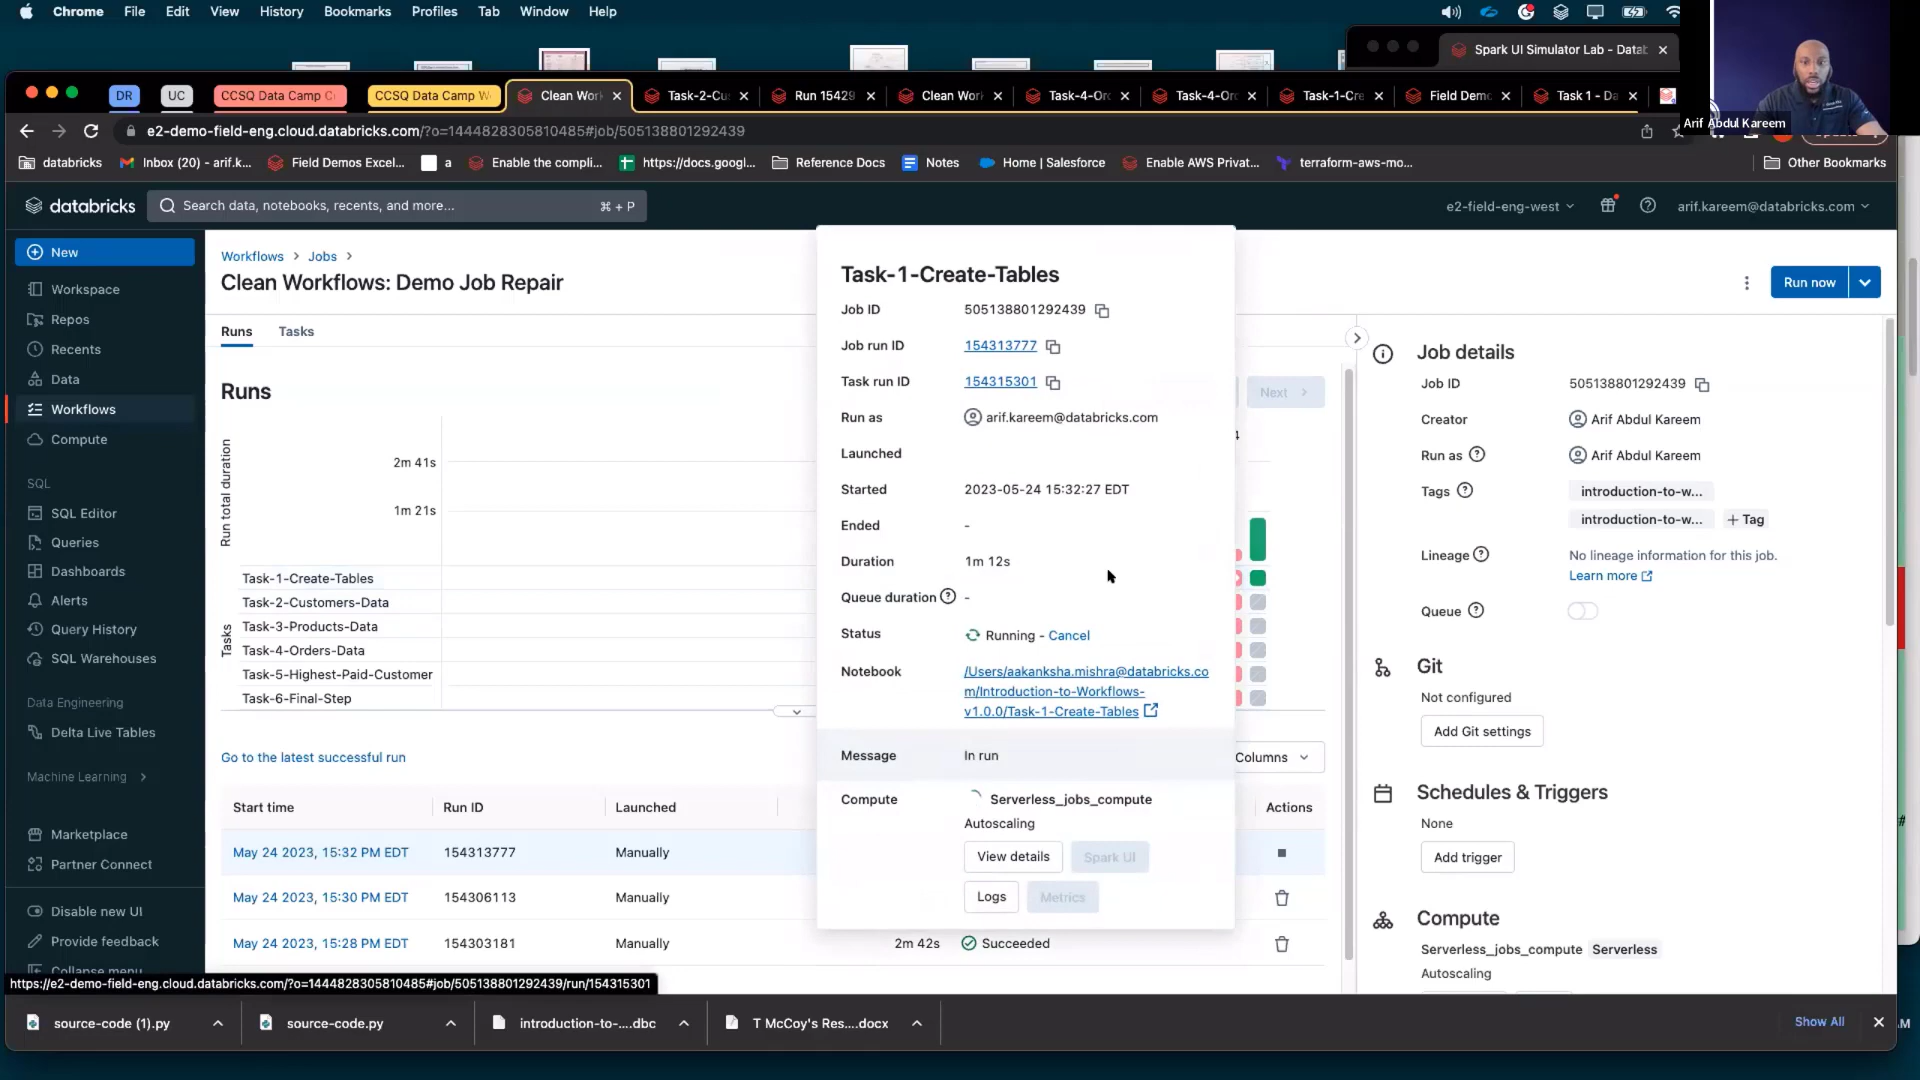 Chrome File Edit View History Bookmarks Profiles Tab Window Help
Spark UI Simulator Lab - Datab
DR UC CCSQ Data Camp C CCSQ Data Camp W Clean Wor Task-2-Cu Run 15429 Clean Wor Task-4-Or Task-4-Or Task-1-Cre Field Demo Task 1 - Da
Arif Abdul Kareem
e2-demo-field-eng.cloud.databricks.com/?o=1444828305810485#job/505138801292439
databricks Inbox (20) - arif.k... Field Demos Excel... a Enable the compli... https://docs.googl... Reference Docs Notes Home | Salesforce Enable AWS Privat... terraform-aws-mo... Other Bookmarks
databricks Search data, notebooks, recents, and more... ⌘ + P e2-field-eng-west arif.kareem@databricks.com
New
Workspace
Repos
Recents
Data
Workflows
Compute
SQL
SQL Editor
Queries
Dashboards
Alerts
Query History
SQL Warehouses
Data Engineering
Delta Live Tables
Machine Learning
Marketplace
Partner Connect
Disable new UI
Provide feedback
Collapse menu
Workflows > Jobs >
Clean Workflows: Demo Job Repair
Run now
Runs Tasks
Runs
Next
Run total duration
2m 41s
1m 21s
Tasks
Task-1-Create-Tables
Task-2-Customers-Data
Task-3-Products-Data
Task-4-Orders-Data
Task-5-Highest-Paid-Customer
Task-6-Final-Step
Go to the latest successful run
Columns
Start time Run ID Launched Actions
May 24 2023, 15:32 PM EDT 154313777 Manually
May 24 2023, 15:30 PM EDT 154306113 Manually
May 24 2023, 15:28 PM EDT 154303181 Manually 2m 42s Succeeded
Task-1-Create-Tables
Job ID 505138801292439
Job run ID 154313777
Task run ID 154315301
Run as arif.kareem@databricks.com
Launched
Started 2023-05-24 15:32:27 EDT
Ended -
Duration 1m 12s
Queue duration -
Status Running - Cancel
Notebook /Users/aakanksha.mishra@databricks.co
m/Introduction-to-Workflows-
v1.0.0/Task-1-Create-Tables
Message In run
Compute Serverless_jobs_compute
Autoscaling
View details Spark UI
Logs Metrics
Job details
Job ID 505138801292439
Creator Arif Abdul Kareem
Run as Arif Abdul Kareem
Tags introduction-to-w...
introduction-to-w... + Tag
Lineage No lineage information for this job.
Learn more
Queue
Git
Not configured
Add Git settings
Schedules & Triggers
None
Add trigger
Compute
Serverless_jobs_compute Serverless
Autoscaling
https://e2-demo-field-eng.cloud.databricks.com/?o=1444828305810485#job/505138801292439/run/154315301
source-code (1).py source-code.py introduction-to-....dbc T McCoy's Res....docx Show All